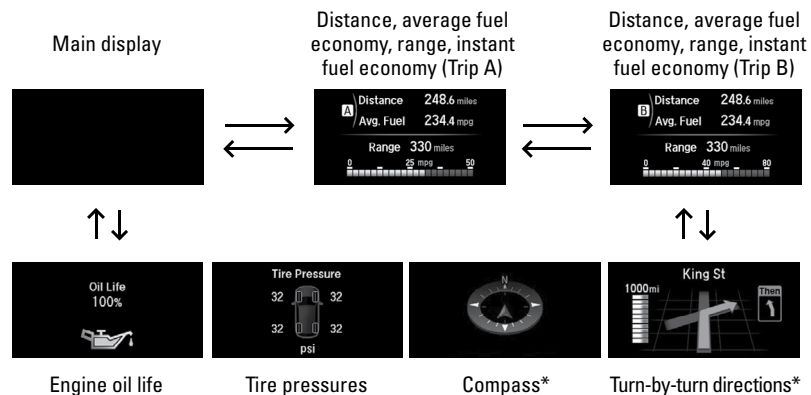 Main display
Distance, average fuel
economy, range, instant
fuel economy (Trip A)
Distance, average fuel
economy, range, instant
fuel economy (Trip B)
A
Distance 248.6 miles
Avg. Fuel 234.4 mpg
Range 330 miles
0 25 mpg 50
B
Distance 248.6 miles
Avg. Fuel 234.4 mpg
Range 330 miles
0 40 mpg 80
Oil Life
100%
Tire Pressure
32 32
32 32
psi
N
King St
1000mi
Then
Engine oil life
Tire pressures
Compass*
Turn-by-turn directions*